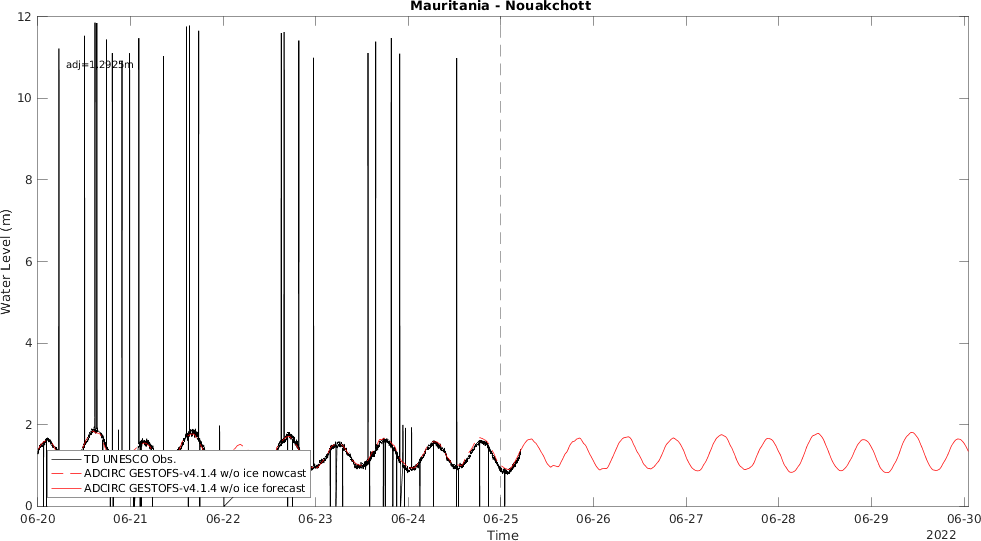 Mauritania - Nouakchott
12
10
8
6
4
2
0
Water Level (m)
adj=1.2925m
TD UNESCO Obs.
ADCIRC GESTOFS-v4.1.4 w/o ice nowcast
ADCIRC GESTOFS-v4.1.4 w/o ice forecast
06-20 06-21 06-22 06-23 06-24 06-25 06-26 06-27 06-28 06-29 06-30
Time
2022